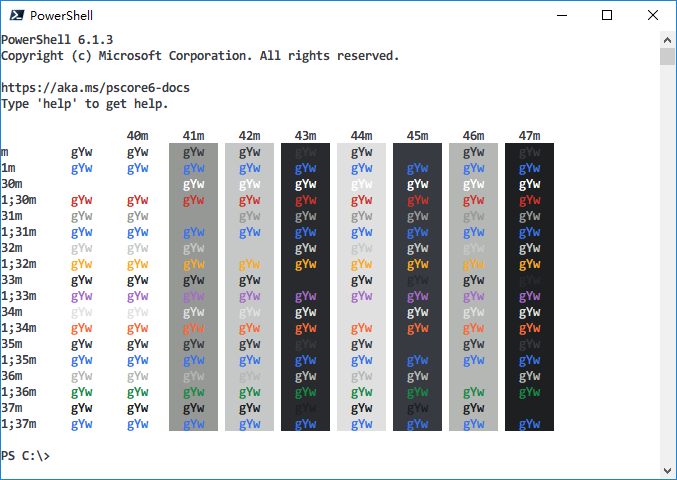 PowerShell
PowerShell 6.1.3
Copyright (c) Microsoft Corporation. All rights reserved.
https://aka.ms/pscore6-docs
Type 'help' to get help.
40m 41m 42m 43m 44m 45m 46m 47m
m gYw gYw gYw gYw gYw gYw gYw gYw
1m gYw gYw gYw gYw gYw gYw gYw gYw gYw
30m gYw gYw gYw gYw gYw gYw gYw
1;30m gYw gYw gYw gYw gYw gYw gYw gYw gYw
31m gYw gYw gYw gYw gYw gYw gYw gYw
1;31m gYw gYw gYw gYw gYw gYw gYw gYw gYw
32m gYw gYw gYw gYw gYw gYw gYw gYw
1;32m gYw gYw gYw gYw gYw gYw gYw gYw gYw
33m gYw gYw gYw gYw gYw gYw gYw gYw
1;33m gYw gYw gYw gYw gYw gYw gYw gYw gYw
34m gYw gYw gYw gYw gYw gYw gYw gYw
1;34m gYw gYw gYw gYw gYw gYw gYw gYw gYw
35m gYw gYw gYw gYw gYw gYw gYw gYw
1;35m gYw gYw gYw gYw gYw gYw gYw gYw gYw
36m gYw gYw gYw gYw gYw gYw gYw gYw
1;36m gYw gYw gYw gYw gYw gYw gYw gYw gYw
37m gYw gYw gYw gYw gYw gYw gYw gYw
1;37m gYw gYw gYw gYw gYw gYw gYw gYw gYw
PS C:\>